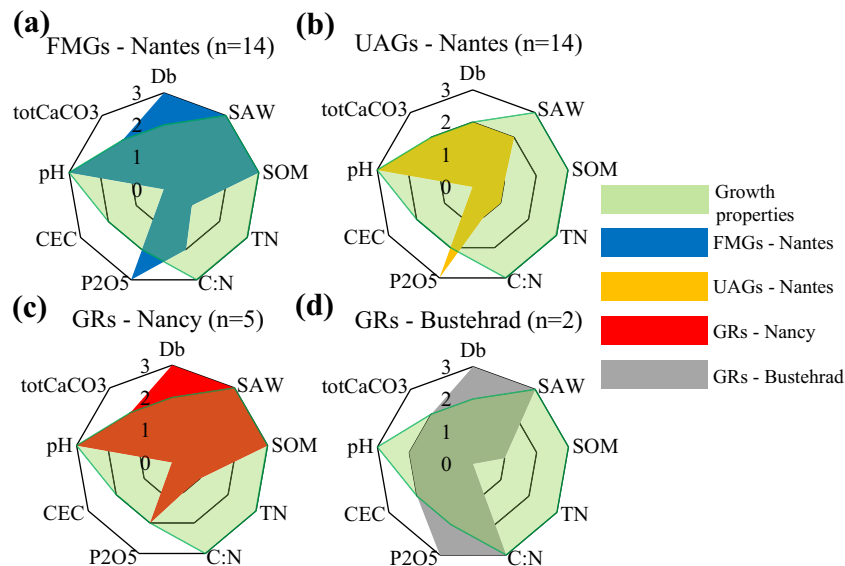 (a)
FMGs - Nantes (n=14)
Db
SAW
SOM
TN
C:N
P2O5
CEC
pH
totCaCO3
3
2
1
0
(b)
UAGs - Nantes (n=14)
Db
SAW
SOM
TN
C:N
P2O5
CEC
pH
totCaCO3
3
2
1
0
Growth
properties
FMGs - Nantes
UAGs - Nantes
GRs - Nancy
GRs - Bustehrad
(c)
GRs - Nancy (n=5)
Db
SAW
SOM
TN
C:N
P2O5
CEC
pH
totCaCO3
3
2
1
0
(d)
GRs - Bustehrad (n=2)
Db
SAW
SOM
TN
C:N
P2O5
CEC
pH
totCaCO3
3
2
1
0